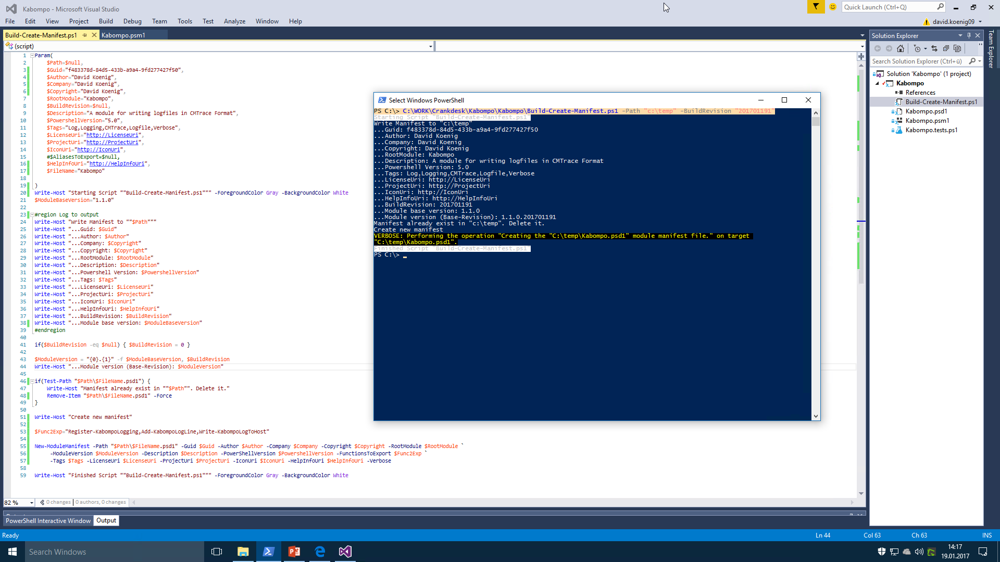 Kabompo - Microsoft Visual Studio
Quick Launch (Ctrl+Q)
File Edit View Project Build Debug Team Tools Test Analyze Window Help
david.koenig09
Build-Create-Manifest.ps1
Kabompo.psm1
(script)
1 Param(
2 $Path=$null,
3 $Guid="f483378d-84d5-433b-a9a4-9fd277427f50",
4 $Author="David Koenig",
5 $Company="David Koenig",
6 $Copyright="David Koenig",
7 $RootModule="Kabompo",
8 $BuildRevision=$null,
9 $Description="A module for writing logfiles in CMTrace Format",
10 $PowershellVersion="5.0",
11 $Tags="Log,Logging,CMTrace,Logfile,Verbose",
12 $LicenseUri="http://LicenseUri",
13 $ProjectUri="http://ProjectUri",
14 $IconUri="http://IconUri",
15 #$AliasesToExport=$null,
16 $HelpInfoUri="http://HelpInfoUri",
17 $FileName="Kabompo"
18
19 )
20 Write-Host "Starting Script ""Build-Create-Manifest.ps1""" -ForegroundColor Gray -BackgroundColor White
21 $ModuleBaseVersion="1.1.0"
22
23 #region Log to output
24 Write-Host "Write Manifest to ""$Path"""
25 Write-Host "...Guid: $Guid"
26 Write-Host "...Author: $Author"
27 Write-Host "...Company: $Copyright"
28 Write-Host "...Copyright: $Copyright"
29 Write-Host "...RootModule: $RootModule"
30 Write-Host "...Description: $Description"
31 Write-Host "...Powershell Version: $PowershellVersion"
32 Write-Host "...Tags: $Tags"
33 Write-Host "...LicenseUri: $LicenseUri"
34 Write-Host "...ProjectUri: $ProjectUri"
35 Write-Host "...IconUri: $IconUri"
36 Write-Host "...HelpInfoUri: $HelpInfoUri"
37 Write-Host "...BuildRevision: $BuildRevision"
38 Write-Host "...Module base version: $ModuleBaseVersion"
39 #endregion
40
41 if($BuildRevision -eq $null) { $BuildRevision = 0 }
42
43 $ModuleVersion = "{0}.{1}" -f $ModuleBaseVersion, $BuildRevision
44 Write-Host "...Module version (Base-Revision): $ModuleVersion"
45
46 if(Test-Path "$Path\$FileName.psd1") {
47 Write-Host "Manifest already exist in ""$Path"". Delete it."
48 Remove-Item "$Path\$FileName.psd1" -Force
49 }
50
51 Write-Host "Create new manifest"
52
53 $Func2Exp="Register-KabompoLogging,Add-KabompoLogLine,Write-KabompoLogToHost"
54
55 New-ModuleManifest -Path "$Path\$FileName.psd1" -Guid $Guid -Author $Author -Company $Company -Copyright $Copyright -RootModule $RootModule `
56 -ModuleVersion $ModuleVersion -Description $Description -PowerShellVersion $PowershellVersion -FunctionsToExport $Func2Exp `
57 -Tags $Tags -LicenseUri $LicenseUri -ProjectUri $ProjectUri -IconUri $IconUri -HelpInfoUri $HelpInfoUri -Verbose
58
59 Write-Host "Finished Script ""Build-Create-Manifest.ps1""" -ForegroundColor Gray -BackgroundColor White
82 %
0 changes 0 authors, 0 changes
PowerShell Interactive Window
Output
Select Windows PowerShell
PS C:\> C:\WORK\Crankdesk\Kabompo\Kabompo\Build-Create-Manifest.ps1 -Path "c:\temp" -BuildRevision "201701191"
Starting Script "Build-Create-Manifest.ps1"
Write Manifest to "c:\temp"
...Guid: f483378d-84d5-433b-a9a4-9fd277427f50
...Author: David Koenig
...Company: David Koenig
...Copyright: David Koenig
...RootModule: Kabompo
...Description: A module for writing logfiles in CMTrace Format
...Powershell Version: 5.0
...Tags: Log,Logging,CMTrace,Logfile,Verbose
...LicenseUri: http://LicenseUri
...ProjectUri: http://ProjectUri
...IconUri: http://IconUri
...HelpInfoUri: http://HelpInfoUri
...BuildRevision: 201701191
...Module base version: 1.1.0
...Module version (Base-Revision): 1.1.0.201701191
Manifest already exist in "c:\temp". Delete it.
Create new manifest
VERBOSE: Performing the operation "Creating the "C:\temp\Kabompo.psd1" module manifest file." on target
"C:\temp\Kabompo.psd1".
Finished Script "Build-Create-Manifest.ps1"
PS C:\> _
Solution Explorer
Search Solution Explorer (Ctrl+ü)
Solution 'Kabompo' (1 project)
Kabompo
References
Build-Create-Manifest.ps1
Kabompo.psd1
Kabompo.psm1
Kabompo.tests.ps1
Team Explorer
Ready
Ln 44
Col 63
Ch 63
INS
Search Windows
14:17
19.01.2017